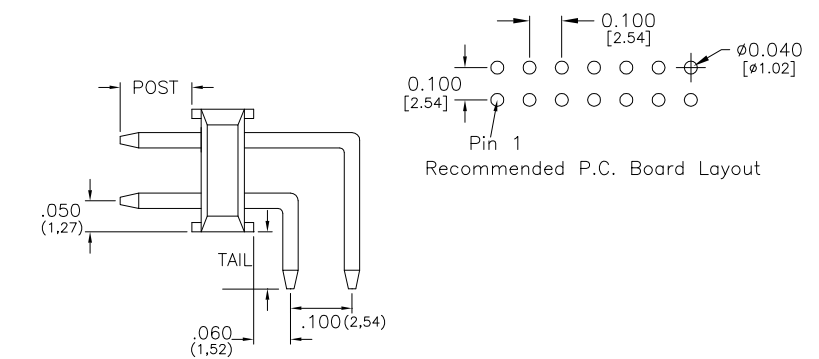 POST
.050
(1,27)
TAIL
.060
(1,52)
.100(2,54)
0.100
[2.54]
0.100
[2.54]
ø0.040
[ø1.02]
Pin 1
Recommended P.C. Board Layout